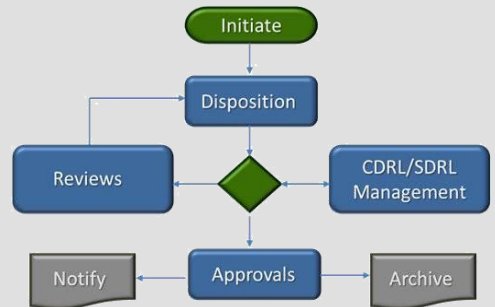 Initiate
Disposition
Reviews
CDRL/SDRL
Management
Notify
Approvals
Archive